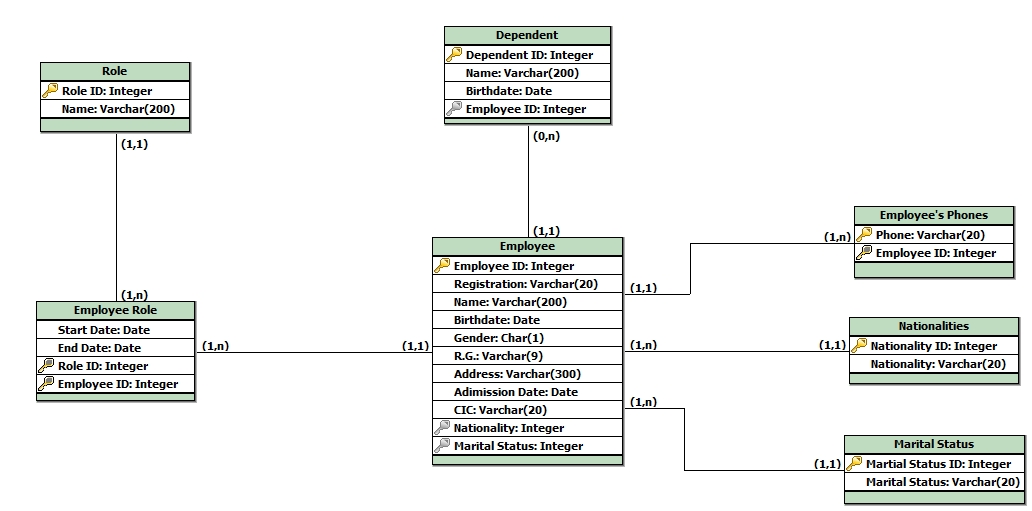 Dependent
Dependent ID: Integer
Name: Varchar(200)
Birthdate: Date
Employee ID: Integer
(0,n)
(1,1)
Role
Role ID: Integer
Name: Varchar(200)
(1,1)
(1,n)
Employee Role
Start Date: Date
End Date: Date
Role ID: Integer
Employee ID: Integer
(1,n)
(1,1)
Employee
Employee ID: Integer
Registration: Varchar(20)
Name: Varchar(200)
Birthdate: Date
Gender: Char(1)
R.G.: Varchar(9)
Address: Varchar(300)
Adimission Date: Date
CIC: Varchar(20)
Nationality: Integer
Marital Status: Integer
(1,1)
(1,n)
Employee's Phones
Phone: Varchar(20)
Employee ID: Integer
(1,n)
(1,1)
Nationalities
Nationality ID: Integer
Nationality: Varchar(20)
(1,n)
(1,1)
Marital Status
Martial Status ID: Integer
Marital Status: Varchar(20)